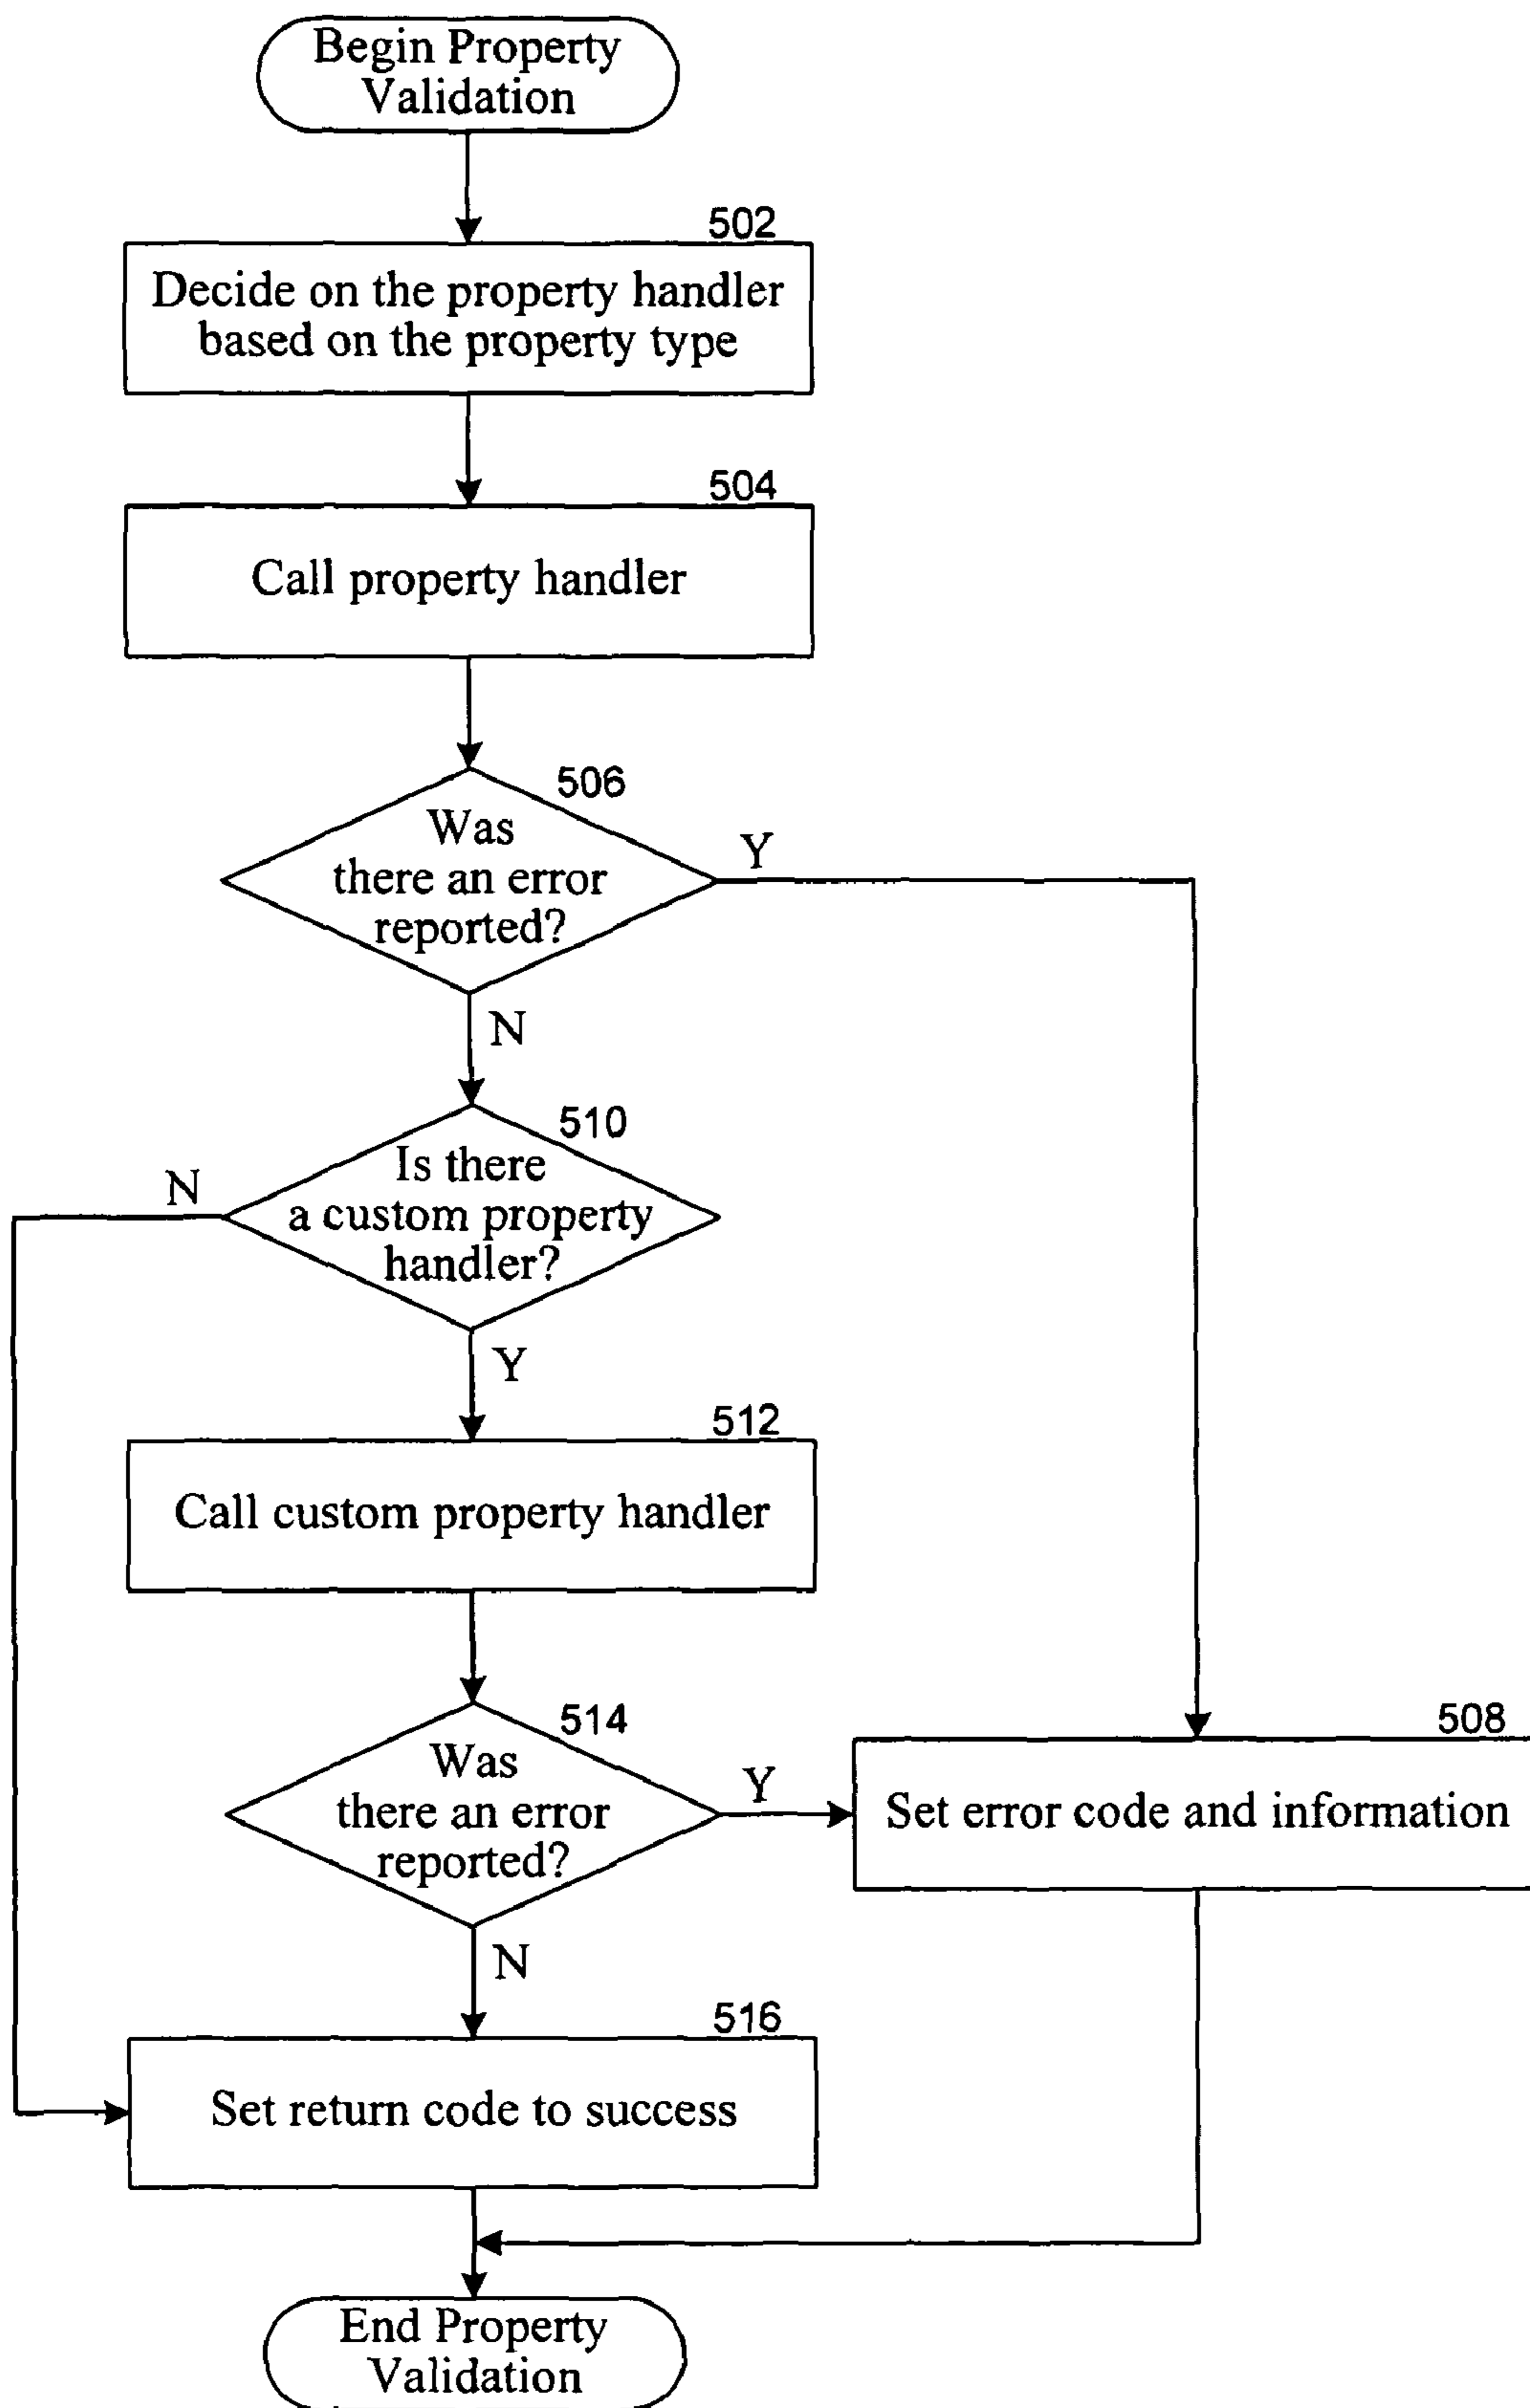 Begin Property
Validation
502
Decide on the property handler
based on the property type
504
Call property handler
506
Was
there an error
reported?
Y
N
510
Is there
a custom property
handler?
N
Y
512
Call custom property handler
514
Was
there an error
reported?
Y
508
Set error code and information
N
516
Set return code to success
End Property
Validation